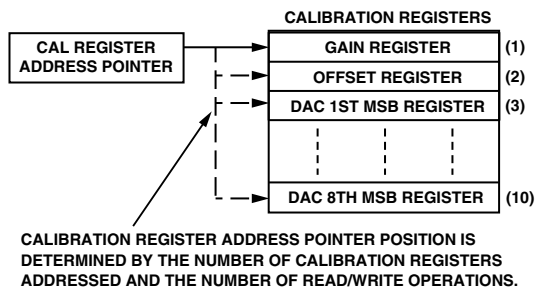 CALIBRATION REGISTERS
CAL REGISTER
ADDRESS POINTER
GAIN REGISTER (1)
OFFSET REGISTER (2)
DAC 1ST MSB REGISTER (3)
DAC 8TH MSB REGISTER (10)
CALIBRATION REGISTER ADDRESS POINTER POSITION IS
DETERMINED BY THE NUMBER OF CALIBRATION REGISTERS
ADDRESSED AND THE NUMBER OF READ/WRITE OPERATIONS.